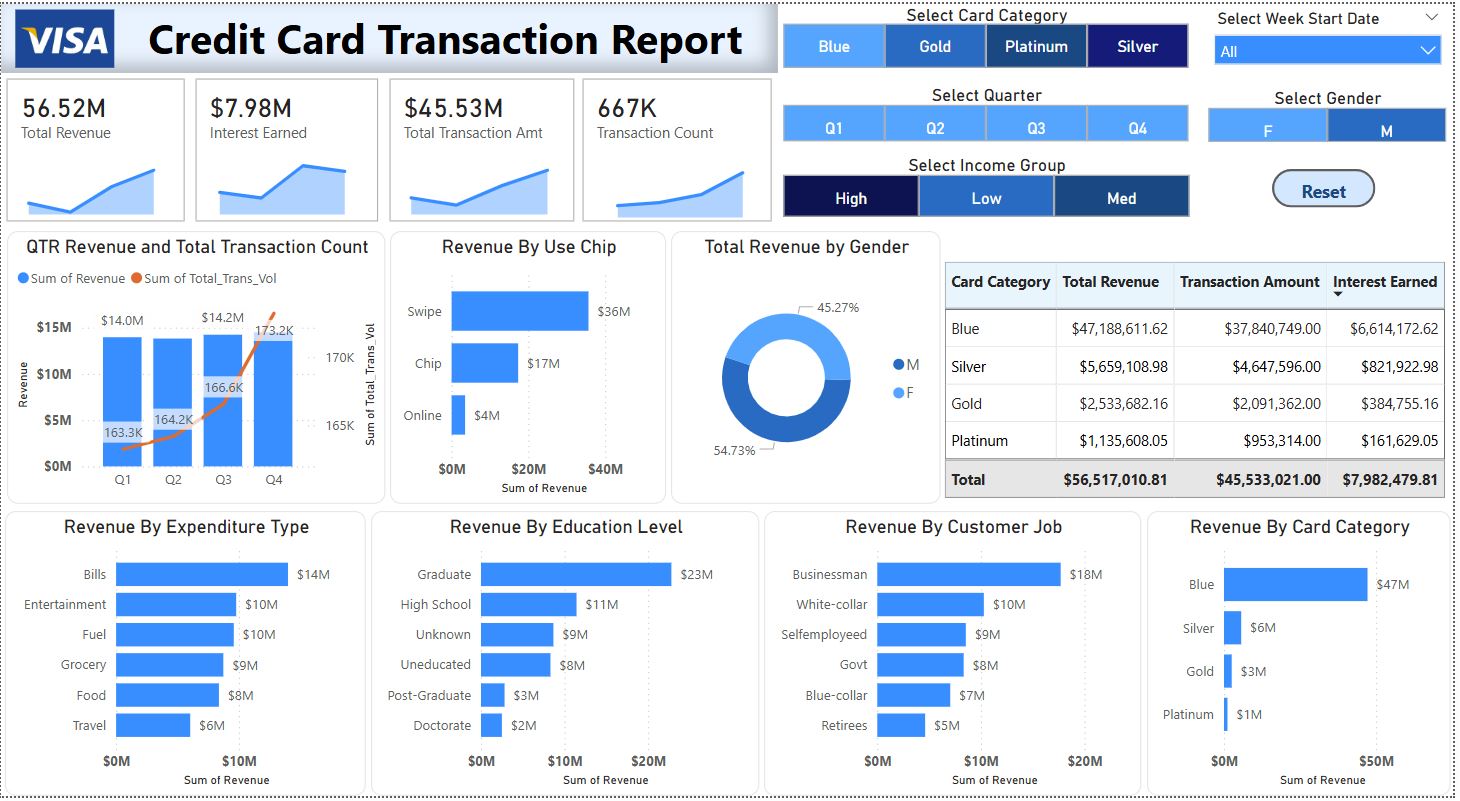 VISA
Credit Card Transaction Report
Select Card Category
Blue Gold Platinum Silver
Select Week Start Date
All
Select Quarter
Q1 Q2 Q3 Q4
Select Gender
F M
Select Income Group
High Low Med
Reset
56.52M
Total Revenue
$7.98M
Interest Earned
$45.53M
Total Transaction Amt
667K
Transaction Count
QTR Revenue and Total Transaction Count
Sum of Revenue Sum of Total_Trans_Vol
Revenue
$15M
$10M
$5M
$0M
$14.0M
$14.2M
163.3K
164.2K
166.6K
173.2K
170K
165K
Sum of Total_Trans_Vol
Q1 Q2 Q3 Q4
Revenue By Use Chip
Swipe $36M
Chip $17M
Online $4M
$0M $20M $40M
Sum of Revenue
Total Revenue by Gender
45.27%
54.73%
M
F
Card Category Total Revenue Transaction Amount Interest Earned
Blue $47,188,611.62 $37,840,749.00 $6,614,172.62
Silver $5,659,108.98 $4,647,596.00 $821,922.98
Gold $2,533,682.16 $2,091,362.00 $384,755.16
Platinum $1,135,608.05 $953,314.00 $161,629.05
Total $56,517,010.81 $45,533,021.00 $7,982,479.81
Revenue By Expenditure Type
Bills $14M
Entertainment $10M
Fuel $10M
Grocery $9M
Food $8M
Travel $6M
$0M $10M
Sum of Revenue
Revenue By Education Level
Graduate $23M
High School $11M
Unknown $9M
Uneducated $8M
Post-Graduate $3M
Doctorate $2M
$0M $10M $20M
Sum of Revenue
Revenue By Customer Job
Businessman $18M
White-collar $10M
Selfemployeed $9M
Govt $8M
Blue-collar $7M
Retirees $5M
$0M $10M $20M
Sum of Revenue
Revenue By Card Category
Blue $47M
Silver $6M
Gold $3M
Platinum $1M
$0M $50M
Sum of Revenue